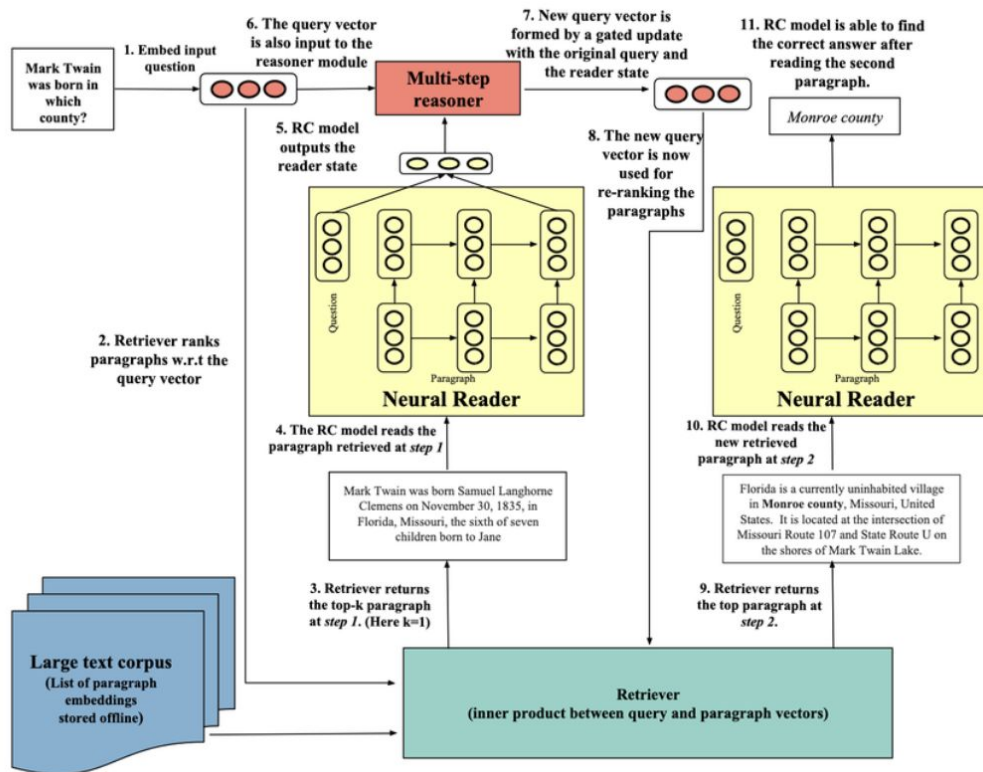 Mark Twain
was born in
which
county?
1. Embed input
question
6. The query vector
is also input to the
reasoner module
Multi-step
reasoner
7. New query vector is
formed by a gated update
with the original query and
the reader state
11. RC model is able to find
the correct answer after
reading the second
paragraph.
Monroe county
5. RC model
outputs the
reader state
8. The new query
vector is now
used for
re-ranking the
paragraphs
2. Retriever ranks
paragraphs w.r.t the
query vector
Question
Paragraph
Neural Reader
Question
Paragraph
Neural Reader
4. The RC model reads the
paragraph retrieved at step 1
10. RC model reads the
new retrieved
paragraph at step 2
Mark Twain was born Samuel Langhorne
Clemens on November 30, 1835, in
Florida, Missouri, the sixth of seven
children born to Jane
Florida is a currently uninhabited village
in Monroe county, Missouri, United
States. It is located at the intersection of
Missouri Route 107 and State Route U on
the shores of Mark Twain Lake.
3. Retriever returns
the top-k paragraph
at step 1. (Here k=1)
9. Retriever returns
the top paragraph at
step 2.
Large text corpus
(List of paragraph
embeddings
stored offline)
Retriever
(inner product between query and paragraph vectors)